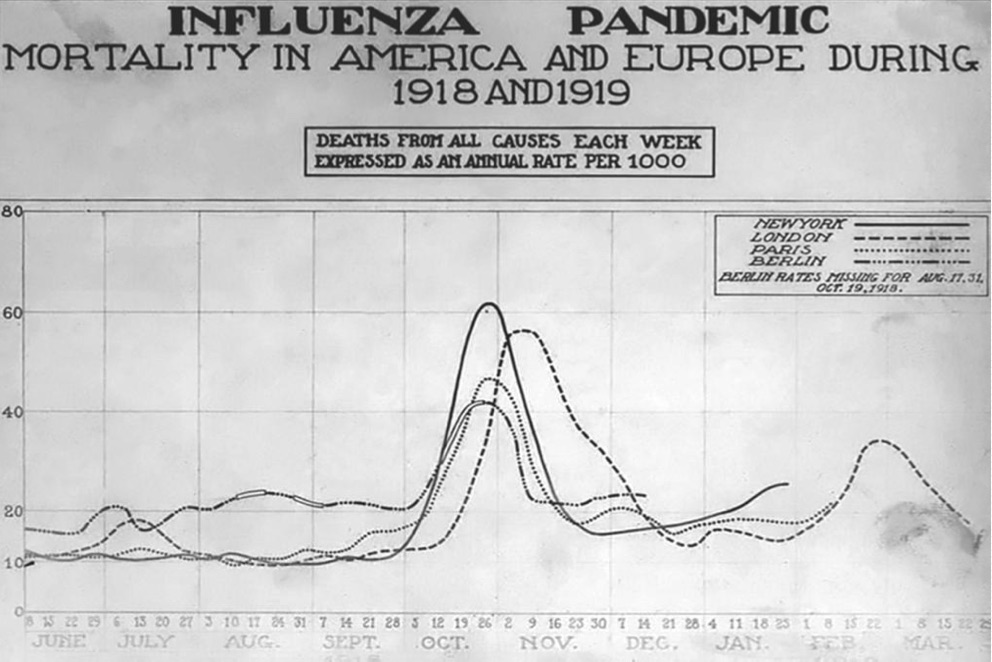 INFLUENZA PANDEMIC
MORTALITY IN AMERICA AND EUROPE DURING
1918 AND 1919
DEATHS FROM ALL CAUSES EACH WEEK
EXPRESSED AS AN ANNUAL RATE PER 1000
80
NEW YORK
LONDON
PARIS
BERLIN
BERLIN RATES MISSING FOR AUG. 17, 31,
OCT. 19, 1918.
60
40
20
10
0
8 15 22 29 6 13 20 27 3 10 24 31 7 14 21 28 5 12 19 26 2 9 16 23 30 7 14 21 28 4 11 18 25 1 8 15 22 1 8 15 22 29
JUNE JULY AUG. SEPT. OCT. NOV. DEC. JAN. FEB. MAR.